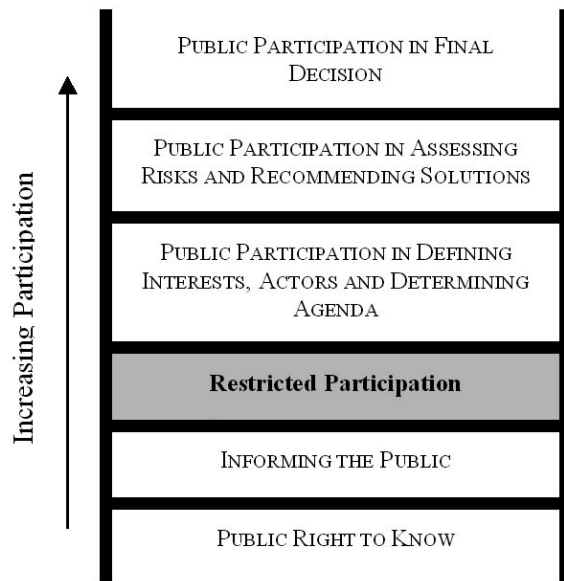 PUBLIC PARTICIPATION IN FINAL
DECISION
PUBLIC PARTICIPATION IN ASSESSING
RISKS AND RECOMMENDING SOLUTIONS
PUBLIC PARTICIPATION IN DEFINING
INTERESTS, ACTORS AND DETERMINING
AGENDA
Restricted Participation
INFORMING THE PUBLIC
PUBLIC RIGHT TO KNOW
Increasing Participation